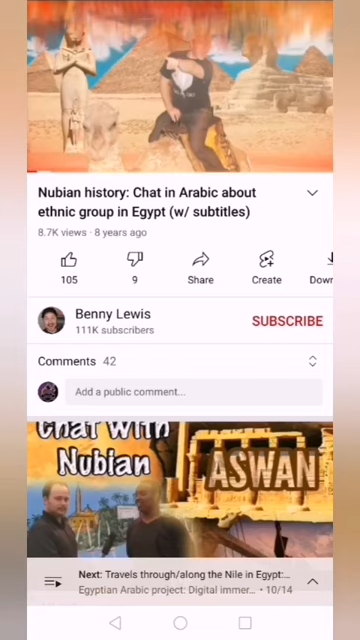 Nubian history: Chat in Arabic about
ethnic group in Egypt (w/ subtitles)
8.7K views · 8 years ago
105
9
Share
Create
Down
Benny Lewis
111K subscribers
SUBSCRIBE
Comments 42
Add a public comment...
Chat with
Nubian
ASWAN
Next: Travels through/along the Nile in Egypt:...
Egyptian Arabic project: Digital immer... • 10/14